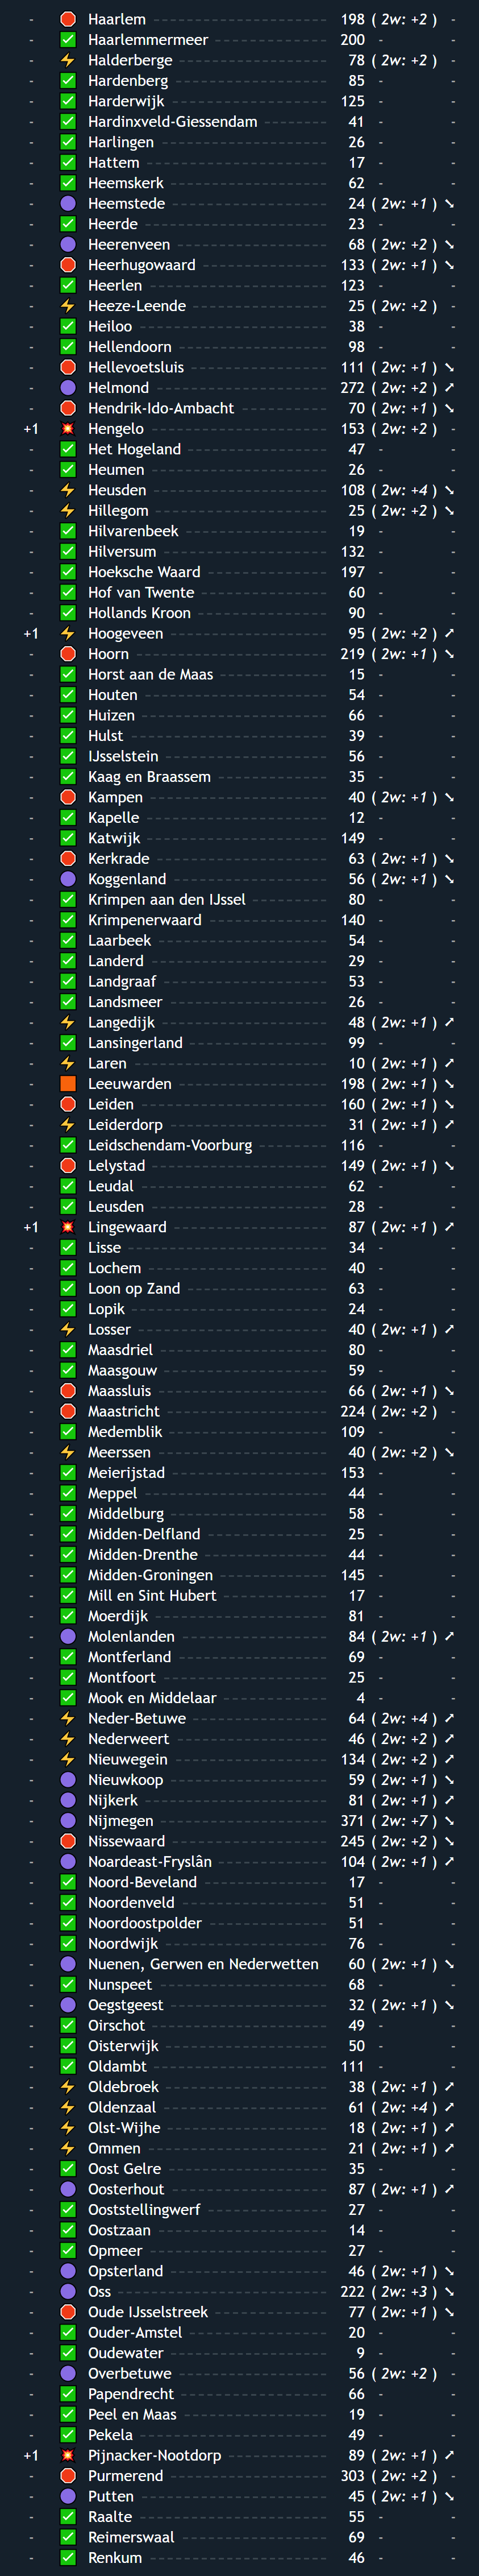 - Haarlem 198 ( 2w: +2 ) -
- Haarlemmermeer 200 - -
- Halderberge 78 ( 2w: +2 ) -
- Hardenberg 85 - -
- Harderwijk 125 - -
- Hardinxveld-Giessendam 41 - -
- Harlingen 26 - -
- Hattem 17 - -
- Heemskerk 62 - -
- Heemstede 24 ( 2w: +1 ) ➘
- Heerde 23 - -
- Heerenveen 68 ( 2w: +2 ) ➘
- Heerhugowaard 133 ( 2w: +1 ) ➘
- Heerlen 123 - -
- Heeze-Leende 25 ( 2w: +2 ) -
- Heiloo 38 - -
- Hellendoorn 98 - -
- Hellevoetsluis 111 ( 2w: +1 ) ➘
- Helmond 272 ( 2w: +2 ) ➚
- Hendrik-Ido-Ambacht 70 ( 2w: +1 ) ➘
+1 Hengelo 153 ( 2w: +2 ) -
- Het Hogeland 47 - -
- Heumen 26 - -
- Heusden 108 ( 2w: +4 ) ➘
- Hillegom 25 ( 2w: +2 ) ➘
- Hilvarenbeek 19 - -
- Hilversum 132 - -
- Hoeksche Waard 197 - -
- Hof van Twente 60 - -
- Hollands Kroon 90 - -
+1 Hoogeveen 95 ( 2w: +2 ) ➚
- Hoorn 219 ( 2w: +1 ) ➘
- Horst aan de Maas 15 - -
- Houten 54 - -
- Huizen 66 - -
- Hulst 39 - -
- IJsselstein 56 - -
- Kaag en Braassem 35 - -
- Kampen 40 ( 2w: +1 ) ➘
- Kapelle 12 - -
- Katwijk 149 - -
- Kerkrade 63 ( 2w: +1 ) ➘
- Koggenland 56 ( 2w: +1 ) ➘
- Krimpen aan den IJssel 80 - -
- Krimpenerwaard 140 - -
- Laarbeek 54 - -
- Landerd 29 - -
- Landgraaf 53 - -
- Landsmeer 26 - -
- Langedijk 48 ( 2w: +1 ) ➚
- Lansingerland 99 - -
- Laren 10 ( 2w: +1 ) ➚
- Leeuwarden 198 ( 2w: +1 ) ➘
- Leiden 160 ( 2w: +1 ) ➘
- Leiderdorp 31 ( 2w: +1 ) ➚
- Leidschendam-Voorburg 116 - -
- Lelystad 149 ( 2w: +1 ) ➘
- Leudal 62 - -
- Leusden 28 - -
+1 Lingewaard 87 ( 2w: +1 ) ➚
- Lisse 34 - -
- Lochem 40 - -
- Loon op Zand 63 - -
- Lopik 24 - -
- Losser 40 ( 2w: +1 ) ➚
- Maasdriel 80 - -
- Maasgouw 59 - -
- Maassluis 66 ( 2w: +1 ) ➘
- Maastricht 224 ( 2w: +2 ) -
- Medemblik 109 - -
- Meerssen 40 ( 2w: +2 ) ➘
- Meierijstad 153 - -
- Meppel 44 - -
- Middelburg 58 - -
- Midden-Delfland 25 - -
- Midden-Drenthe 44 - -
- Midden-Groningen 145 - -
- Mill en Sint Hubert 17 - -
- Moerdijk 81 - -
- Molenlanden 84 ( 2w: +1 ) ➚
- Montferland 69 - -
- Montfoort 25 - -
- Mook en Middelaar 4 - -
- Neder-Betuwe 64 ( 2w: +4 ) ➚
- Nederweert 46 ( 2w: +2 ) ➚
- Nieuwegein 134 ( 2w: +2 ) ➚
- Nieuwkoop 59 ( 2w: +1 ) ➘
- Nijkerk 81 ( 2w: +1 ) ➚
- Nijmegen 371 ( 2w: +7 ) ➘
- Nissewaard 245 ( 2w: +2 ) ➘
- Noardeast-Fryslân 104 ( 2w: +1 ) ➚
- Noord-Beveland 17 - -
- Noordenveld 51 - -
- Noordoostpolder 51 - -
- Noordwijk 76 - -
- Nuenen, Gerwen en Nederwetten 60 ( 2w: +1 ) ➘
- Nunspeet 68 - -
- Oegstgeest 32 ( 2w: +1 ) ➘
- Oirschot 49 - -
- Oisterwijk 50 - -
- Oldambt 111 - -
- Oldebroek 38 ( 2w: +1 ) ➚
- Oldenzaal 61 ( 2w: +4 ) ➚
- Olst-Wijhe 18 ( 2w: +1 ) ➚
- Ommen 21 ( 2w: +1 ) ➚
- Oost Gelre 35 - -
- Oosterhout 87 ( 2w: +1 ) ➚
- Ooststellingwerf 27 - -
- Oostzaan 14 - -
- Opmeer 27 - -
- Opsterland 46 ( 2w: +1 ) ➘
- Oss 222 ( 2w: +3 ) ➘
- Oude IJsselstreek 77 ( 2w: +1 ) ➘
- Ouder-Amstel 20 - -
- Oudewater 9 - -
- Overbetuwe 56 ( 2w: +2 ) -
- Papendrecht 66 - -
- Peel en Maas 19 - -
- Pekela 49 - -
+1 Pijnacker-Nootdorp 89 ( 2w: +1 ) ➚
- Purmerend 303 ( 2w: +2 ) -
- Putten 45 ( 2w: +1 ) ➘
- Raalte 55 - -
- Reimerswaal 69 - -
- Renkum 46 - -